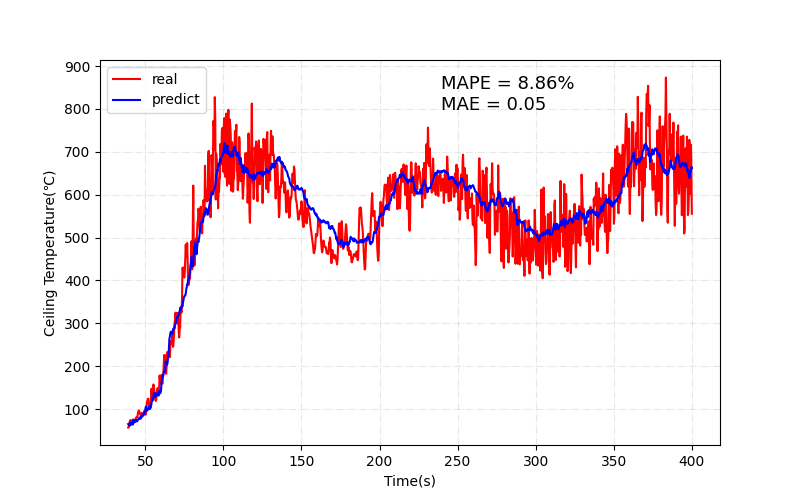 900
800
700
600
500
400
300
200
100
Ceiling Temperature(℃)
real
predict
MAPE = 8.86%
MAE = 0.05
50
100
150
200
250
300
350
400
Time(s)